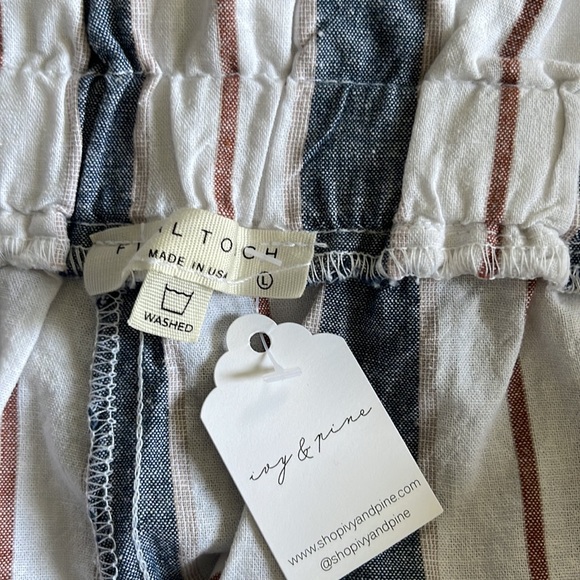 MADE IN USA
L
WASHED
ivy & pine
www.shopivyandpine.com
@shopivyandpine